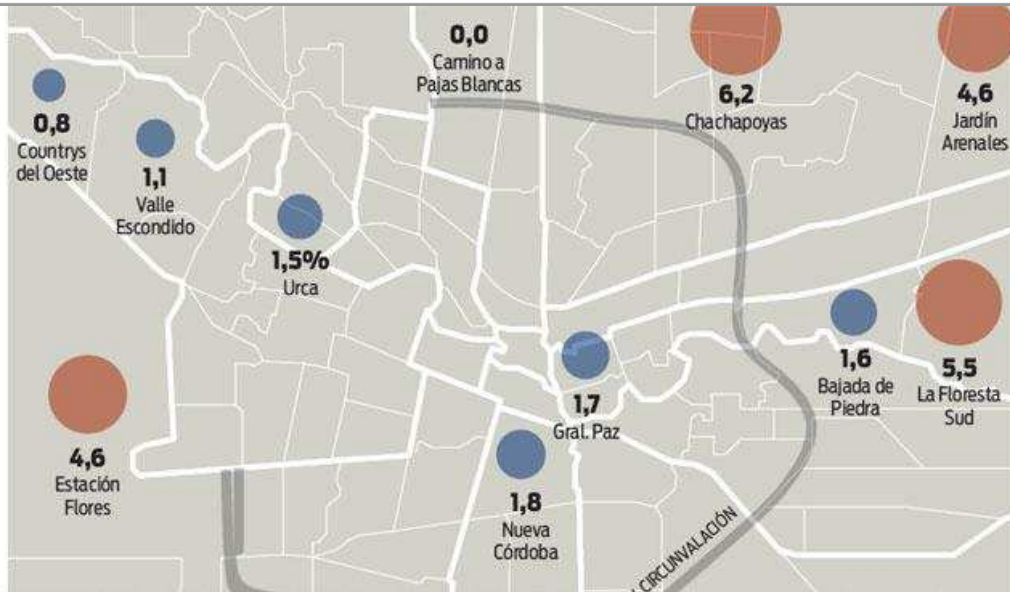 0,0
Camino a
Pajas Blancas
6,2
Chachapoyas
4,6
Jardín
Arenales
0,8
Countrys
del Oeste
1,1
Valle
Escondido
1,5%
Urca
1,6
Bajada de
Piedra
5,5
La Floresta
Sud
1,7
Gral. Paz
4,6
Estación
Flores
1,8
Nueva
Córdoba
CIRCUNVALACIÓN